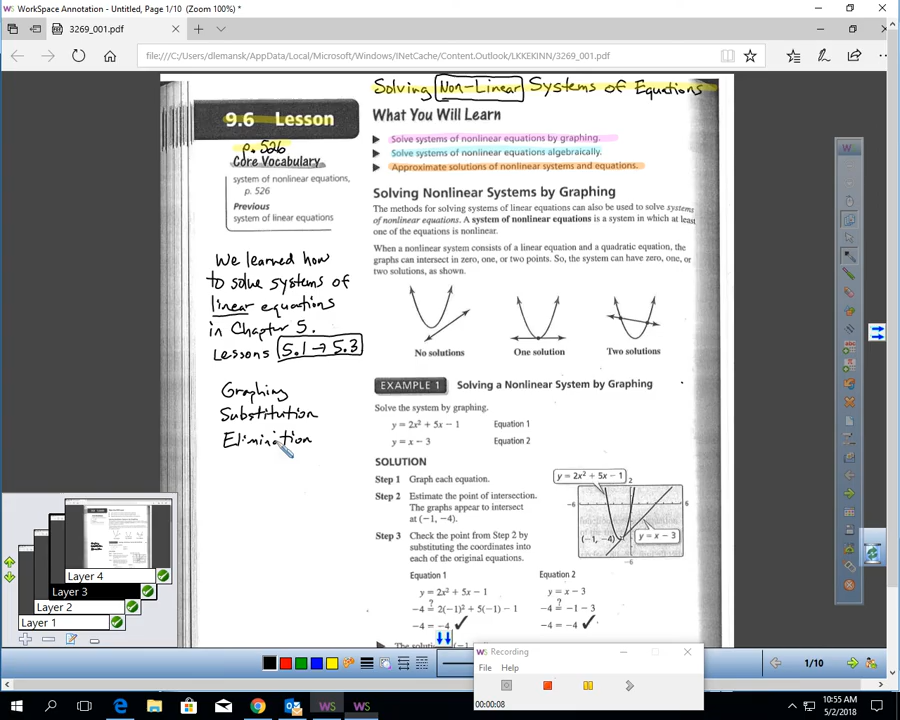 WorkSpace Annotation - Untitled, Page 1/10 (Zoom 100%) *
3269_001.pdf
file:///C:/Users/dlemansk/AppData/Local/Microsoft/Windows/INetCache/Content.Outlook/LKKEKINN/3269_001.pdf
Solving Non-Linear Systems of Equations
9.6 Lesson
p. 526
Core Vocabulary
system of nonlinear equations,
p. 526
Previous
system of linear equations
We learned how
to solve systems of
linear equations
in Chapter 5.
Lessons 5.1 → 5.3
Graphing
Substitution
Elimination
What You Will Learn
Solve systems of nonlinear equations by graphing.
Solve systems of nonlinear equations algebraically.
Approximate solutions of nonlinear systems and equations.
Solving Nonlinear Systems by Graphing
The methods for solving systems of linear equations can also be used to solve systems
of nonlinear equations. A system of nonlinear equations is a system in which at least
one of the equations is nonlinear.
When a nonlinear system consists of a linear equation and a quadratic equation, the
graphs can intersect in zero, one, or two points. So, the system can have zero, one, or
two solutions, as shown.
No solutions
One solution
Two solutions
EXAMPLE 1 Solving a Nonlinear System by Graphing
Solve the system by graphing.
y = 2x² + 5x − 1 Equation 1
y = x − 3 Equation 2
SOLUTION
Step 1 Graph each equation.
Step 2 Estimate the point of intersection.
The graphs appear to intersect
at (−1, −4).
Step 3 Check the point from Step 2 by
substituting the coordinates into
each of the original equations.
y = 2x² + 5x − 1
2
−6
6
(−1, −4)
y = x − 3
−6
Equation 1 Equation 2
y = 2x² + 5x − 1 y = x − 3
−4 ≟ 2(−1)² + 5(−1) − 1 −4 ≟ −1 − 3
−4 = −4 ✓ −4 = −4 ✓
Layer 4
Layer 3
Layer 2
Layer 1
WS Recording
File Help
00:00:08
1/10
10:55 AM
5/2/2018